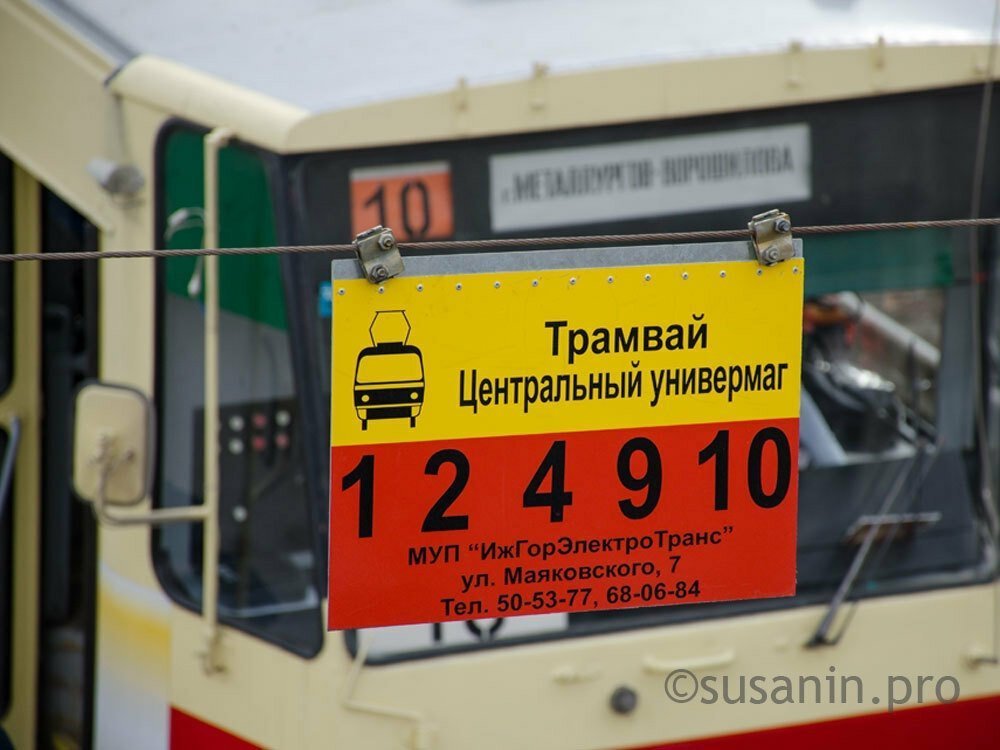 10
МЕТАЛЛУРГОВ-ВОРОШИЛОВА
Трамвай
Центральный универмаг
1 2 4 9 10
МУП “ИжГорЭлектроТранс”
ул. Маяковского, 7
Тел. 50-53-77, 68-06-84
©susanin.pro